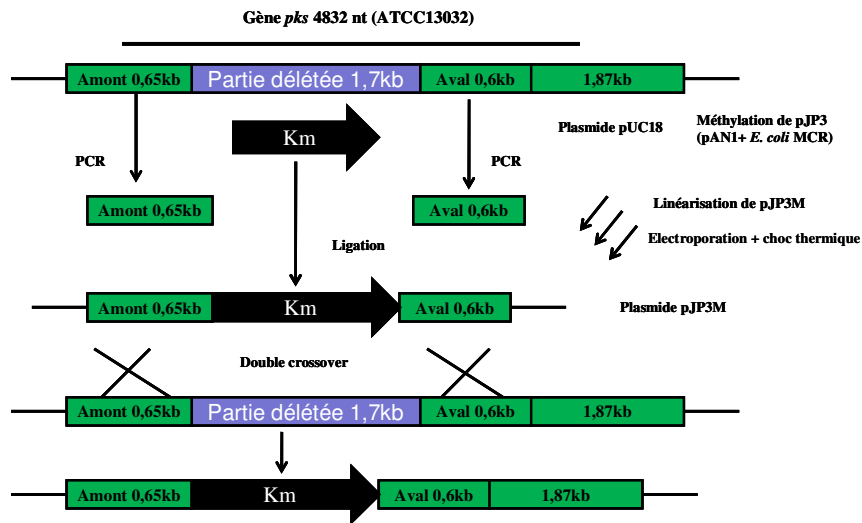 Gène pks 4832 nt (ATCC13032)
Amont 0,65kb Partie délétée 1,7kb Aval 0,6kb 1,87kb
Km
Plasmide pUC18
Méthylation de pJP3
(pAN1+ E. coli MCR)
PCR
PCR
Amont 0,65kb
Aval 0,6kb
Linéarisation de pJP3M
Electroporation + choc thermique
Ligation
Amont 0,65kb Km Aval 0,6kb
Plasmide pJP3M
Double crossover
Amont 0,65kb Partie délétée 1,7kb Aval 0,6kb 1,87kb
Amont 0,65kb Km Aval 0,6kb 1,87kb